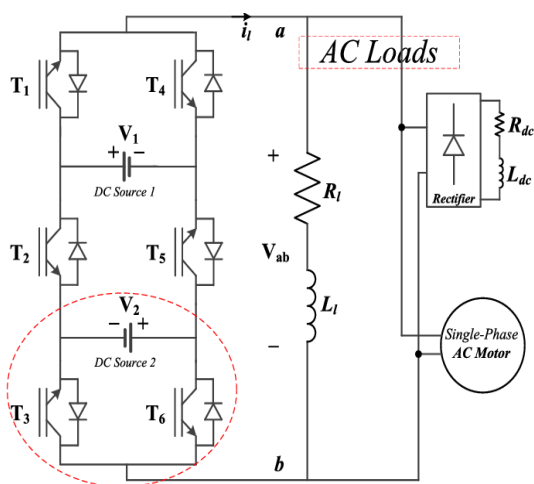 i_l a
AC Loads
T1
T4
V1
+ −
DC Source 1
+
R_l
R_dc
L_dc
Rectifier
T2
T5
V_ab
V2
− +
L_l
DC Source 2
−
Single-Phase
AC Motor
T3
T6
b